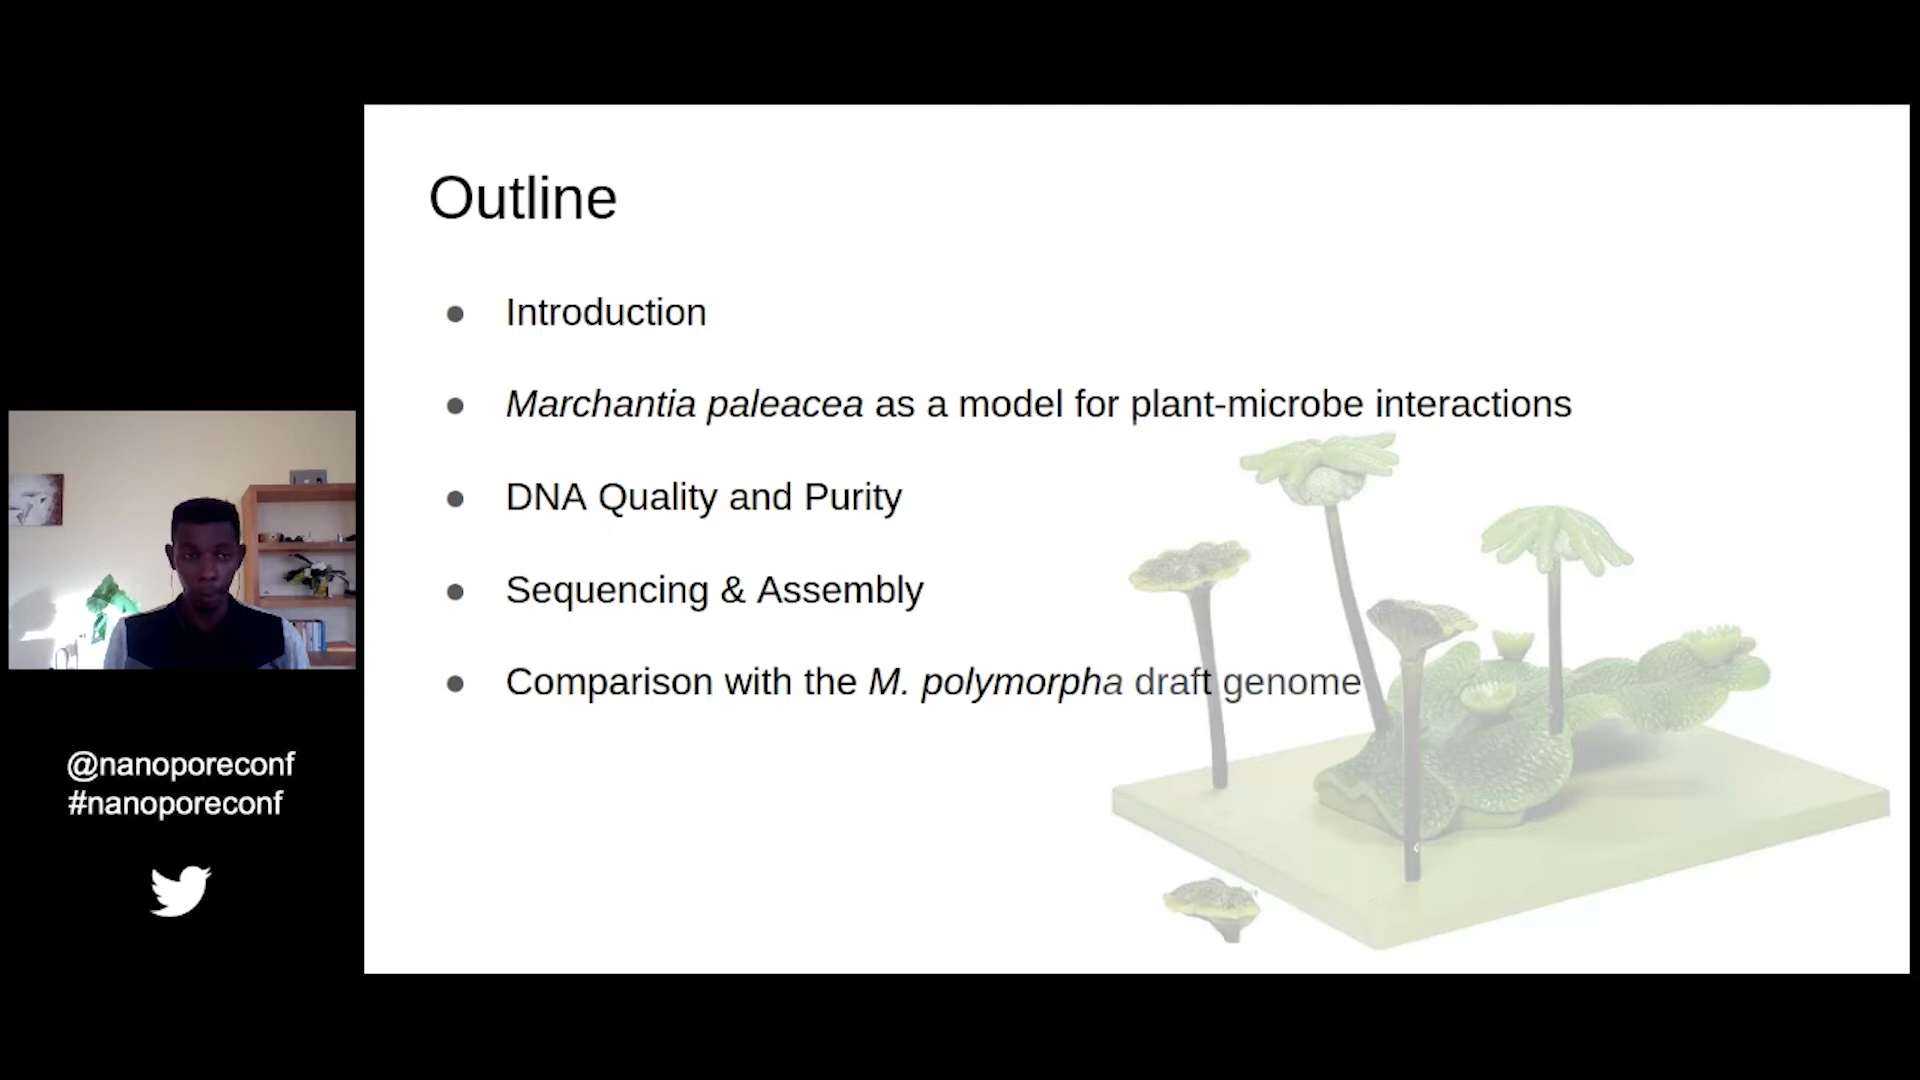 Outline
Introduction
Marchantia paleacea as a model for plant-microbe interactions
DNA Quality and Purity
Sequencing & Assembly
Comparison with the M. polymorpha draft genome
@nanoporeconf
#nanoporeconf